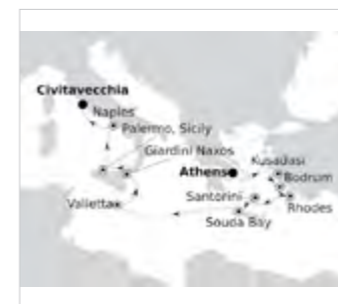 Civitavecchia
Naples
Palermo, Sicily
Giardini Naxos
Kusadasi
Athens
Bodrum
Santorini
Rhodes
Valletta
Souda Bay